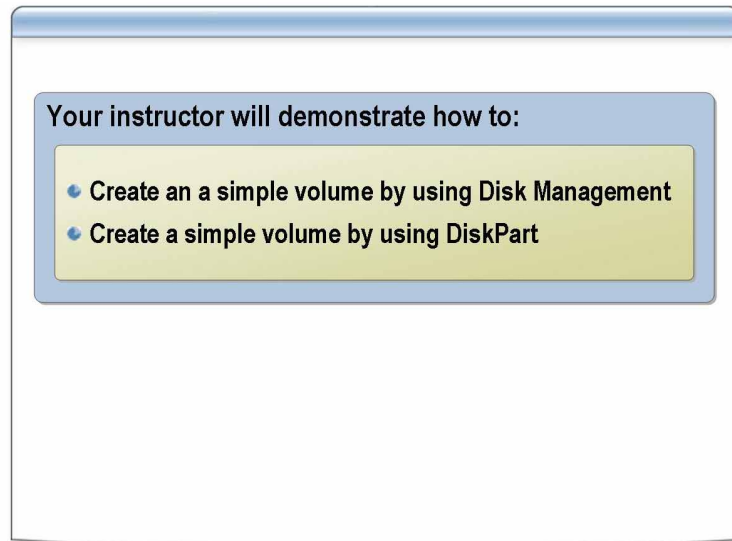 Your instructor will demonstrate how to:
Create an a simple volume by using Disk Management
Create a simple volume by using DiskPart